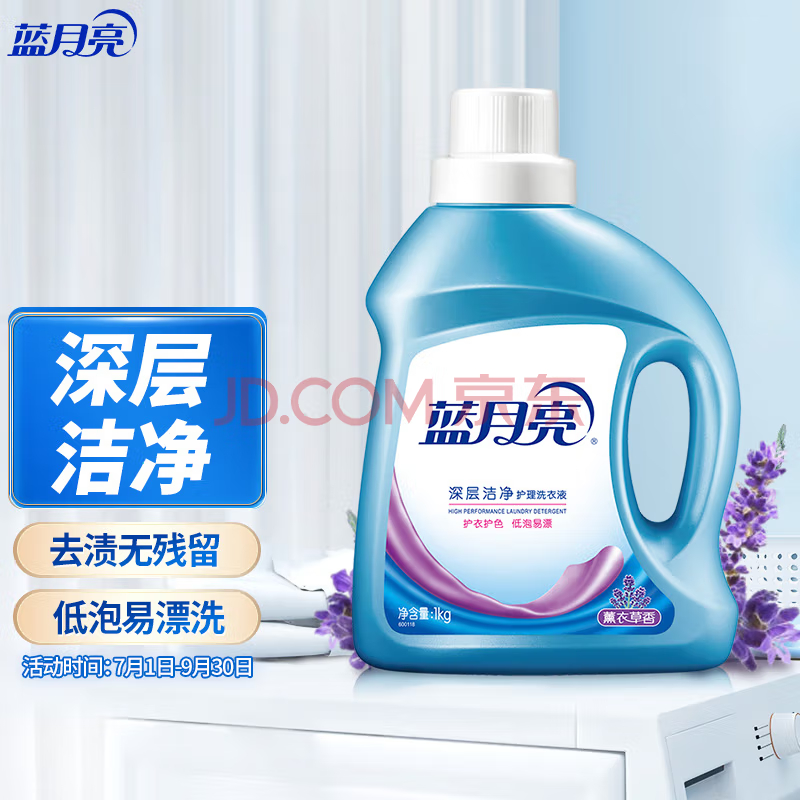 蓝月亮
深层
洁净
去渍无残留
低泡易漂洗
活动时间:7月1日-9月30日
JD.COM 京东
蓝月亮®
深层洁净护理洗衣液
HIGH PERFORMANCE LAUNDRY DETERGENT
护衣护色 低泡易漂
净含量:1kg
600118
薰衣草香